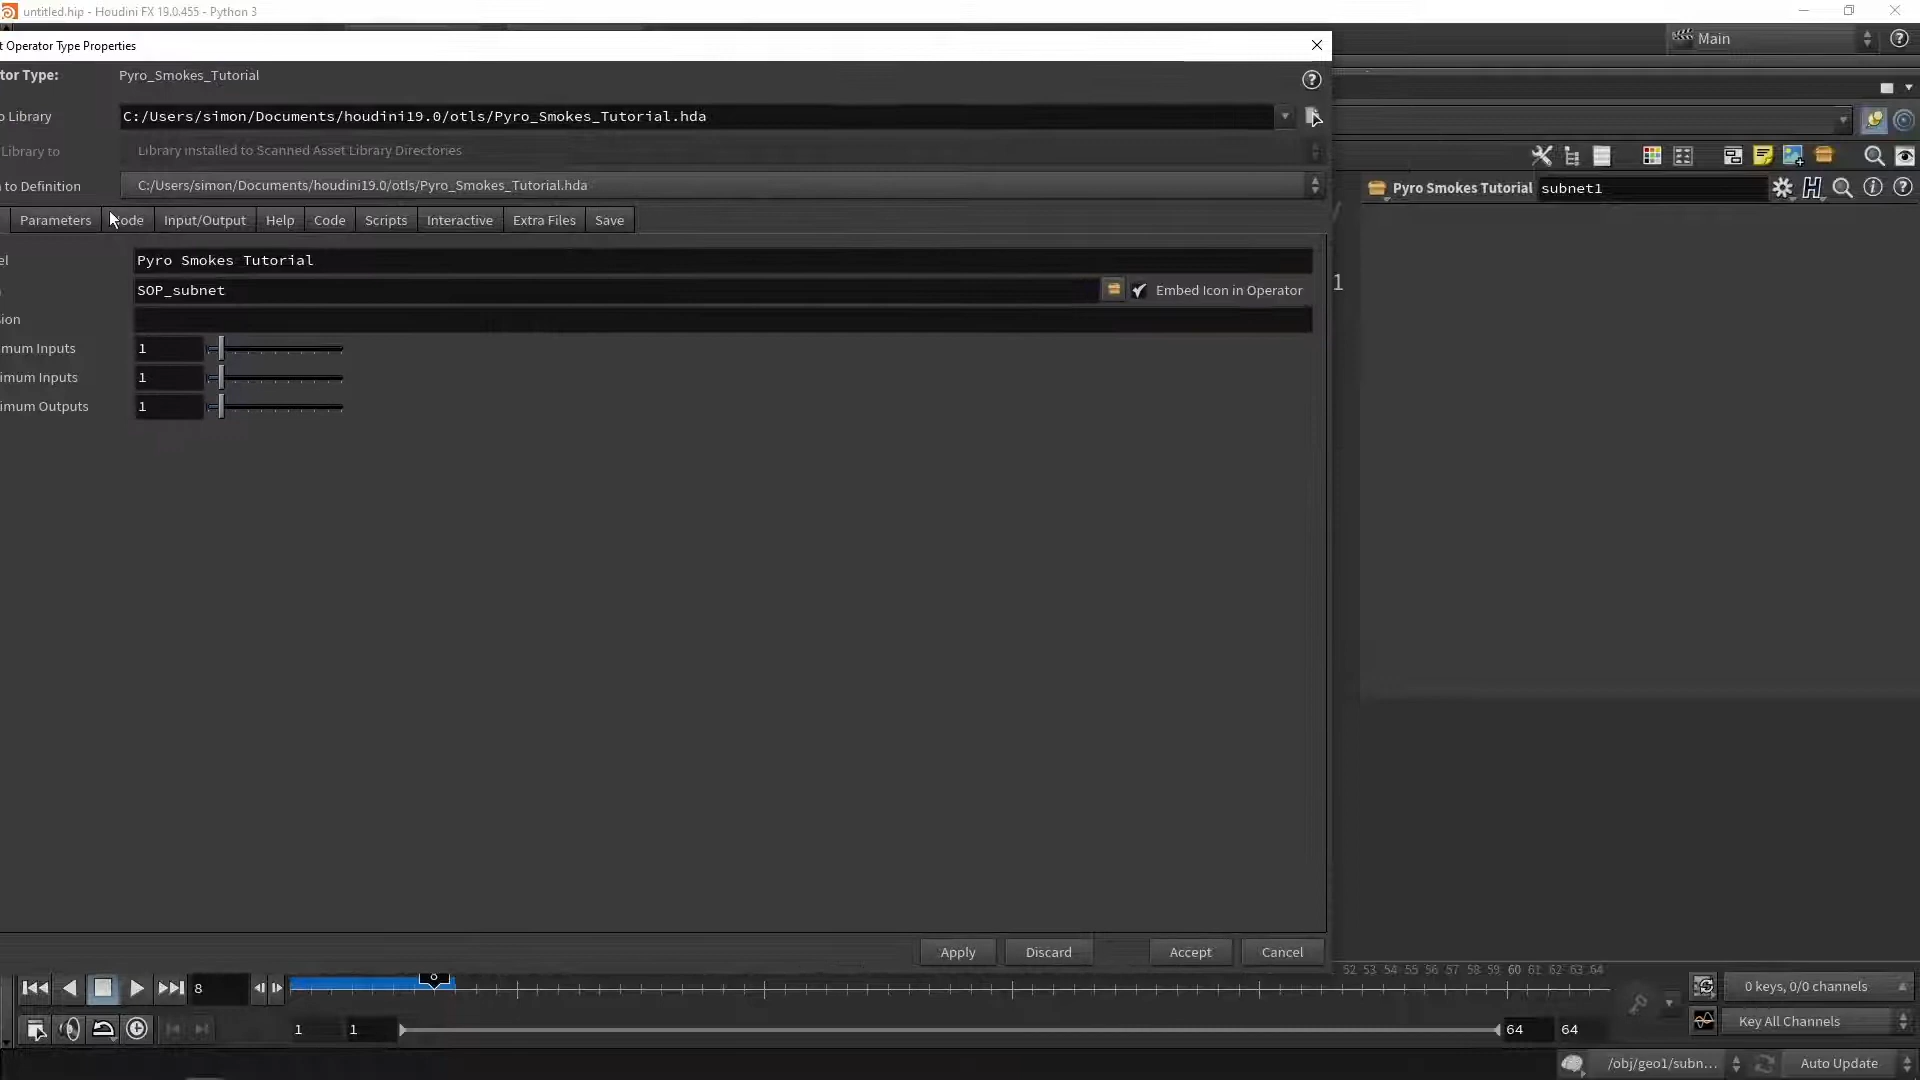 untitled.hip - Houdini FX 19.0.455 - Python 3
Main
t Operator Type Properties
tor Type: Pyro_Smokes_Tutorial
o Library C:/Users/simon/Documents/houdini19.0/otls/Pyro_Smokes_Tutorial.hda
Library to Library installed to Scanned Asset Library Directories
to Definition C:/Users/simon/Documents/houdini19.0/otls/Pyro_Smokes_Tutorial.hda
Pyro Smokes Tutorial subnet1
Parameters ode Input/Output Help Code Scripts Interactive Extra Files Save
el Pyro Smokes Tutorial
SOP_subnet Embed Icon in Operator
1
sion
mum Inputs 1
imum Inputs 1
imum Outputs 1
Apply Discard Accept Cancel
52 53 54 55 56 57 58 59 60 61 62 63 64
8 8 0 keys, 0/0 channels
1 1 64 64 Key All Channels
/obj/geo1/subn... Auto Update